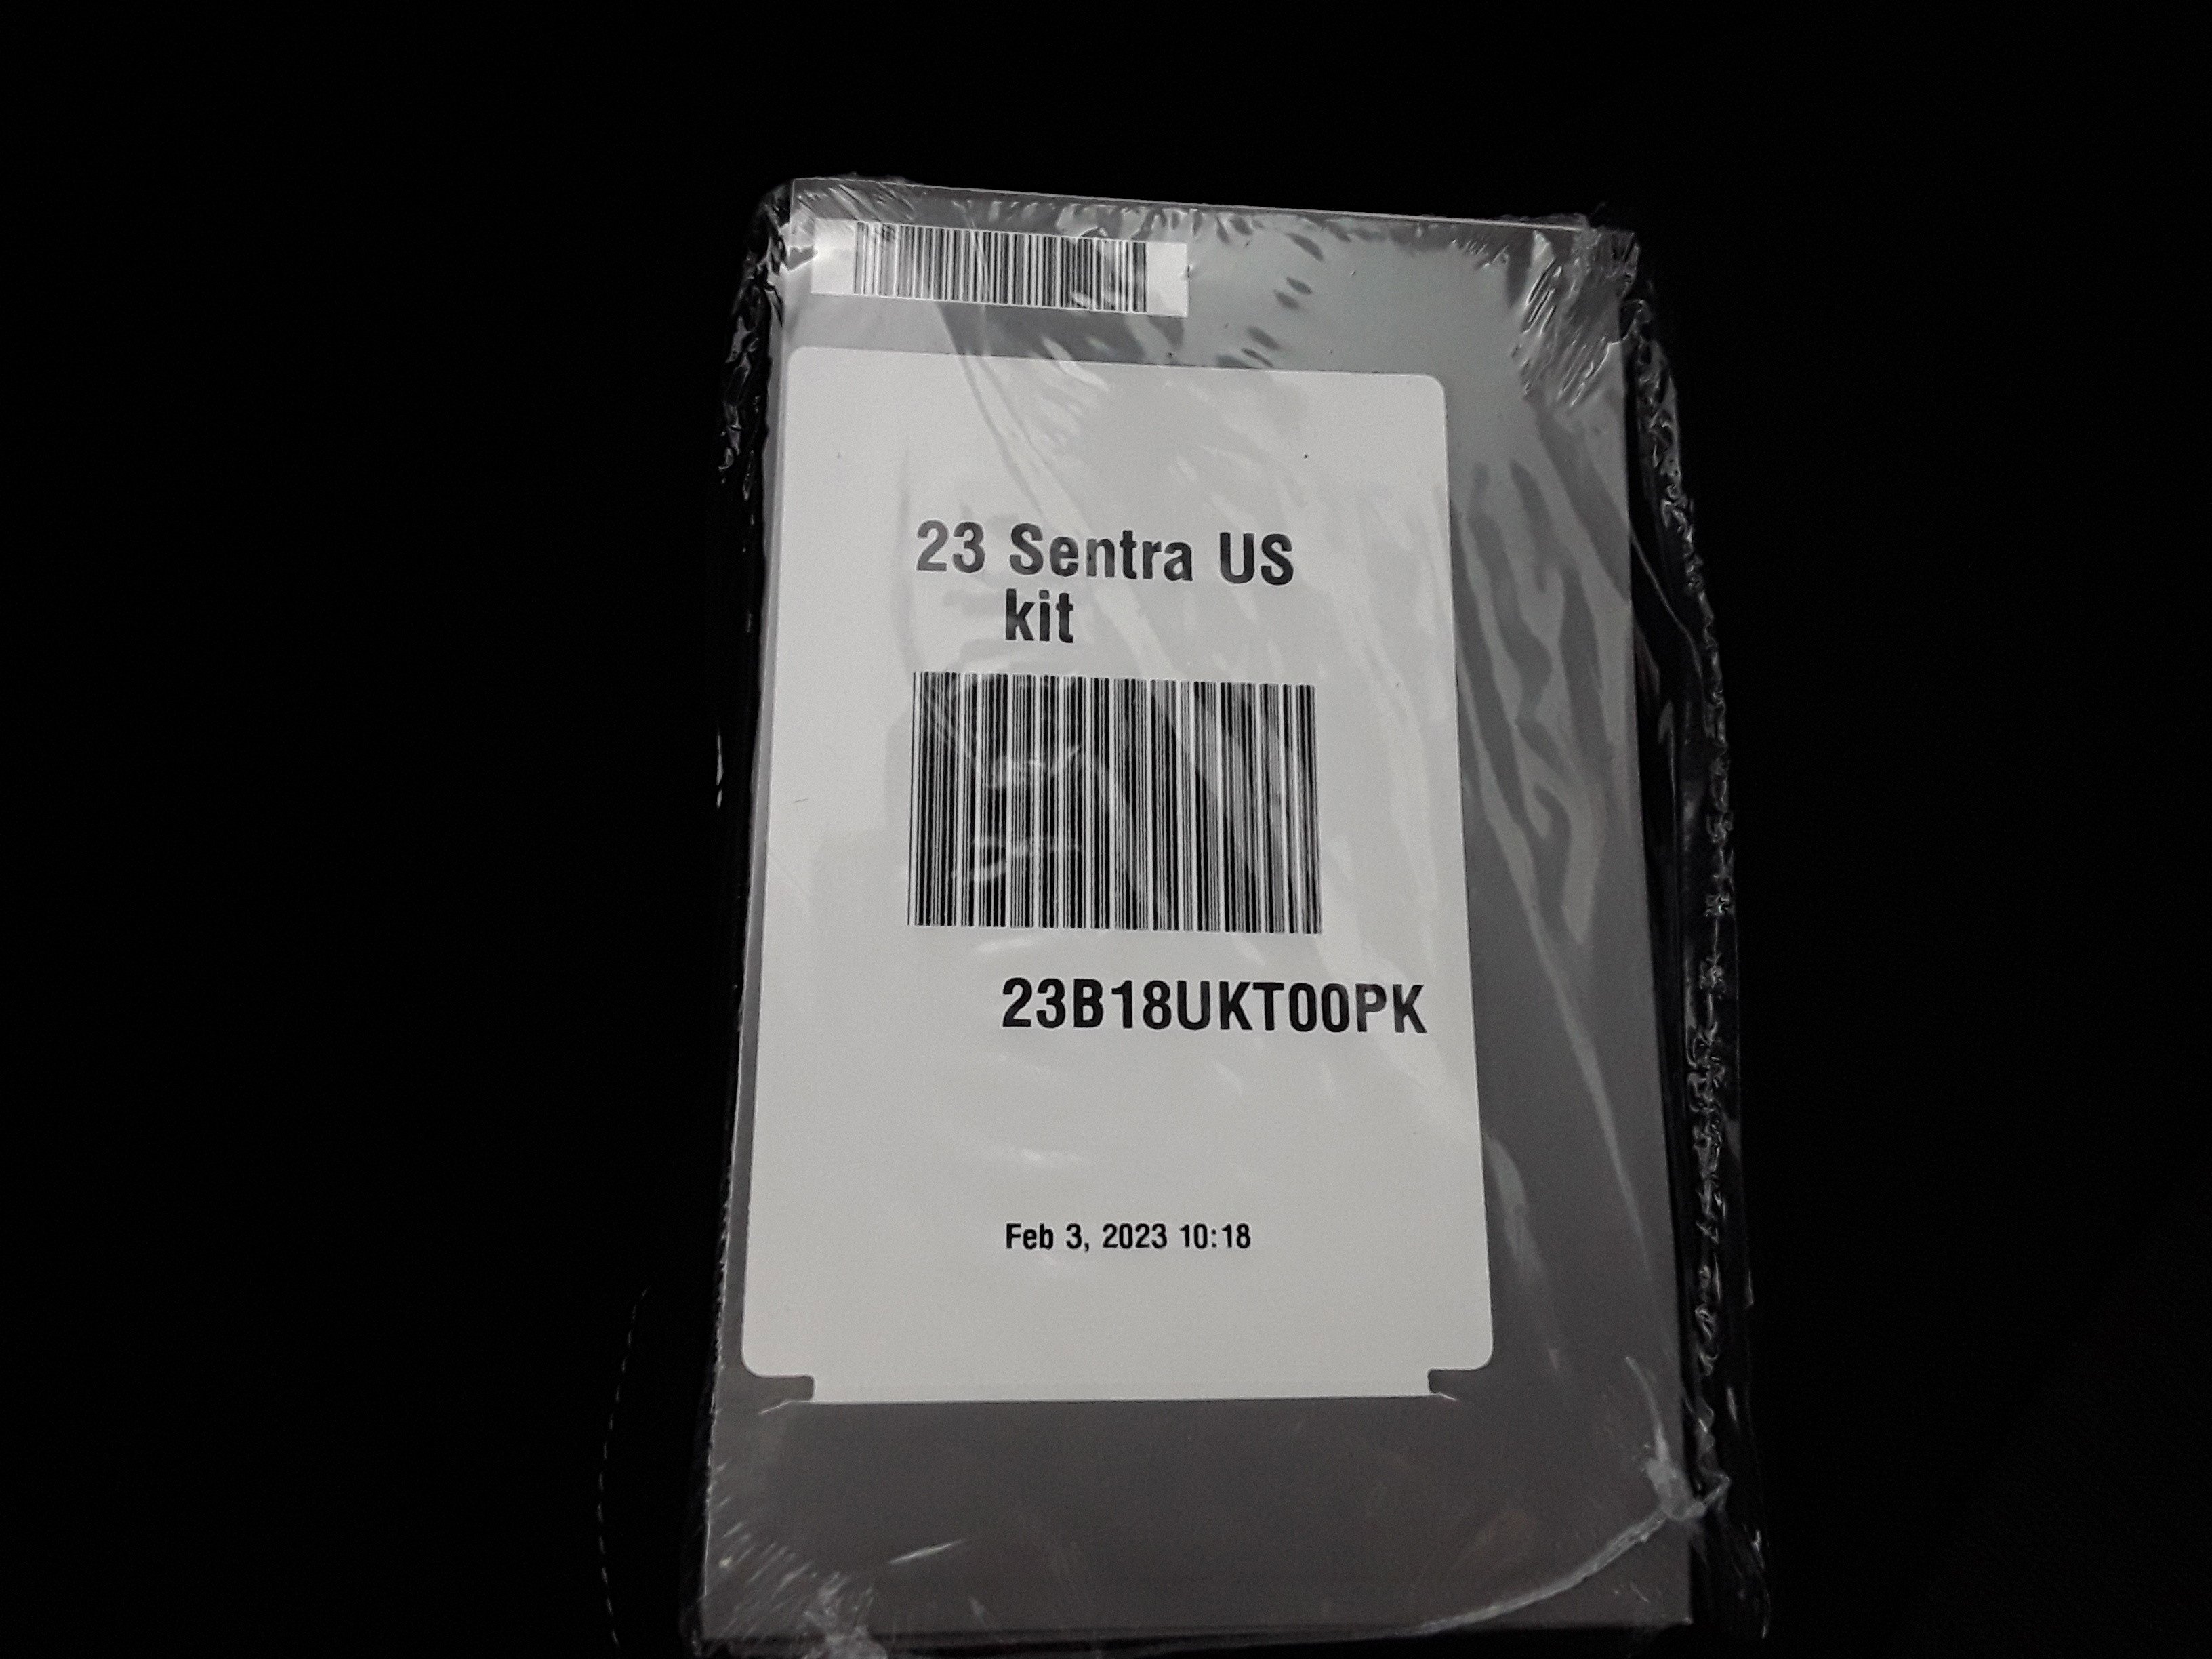 23 Sentra US
kit
23B18UKT00PK
Feb 3, 2023 10:18